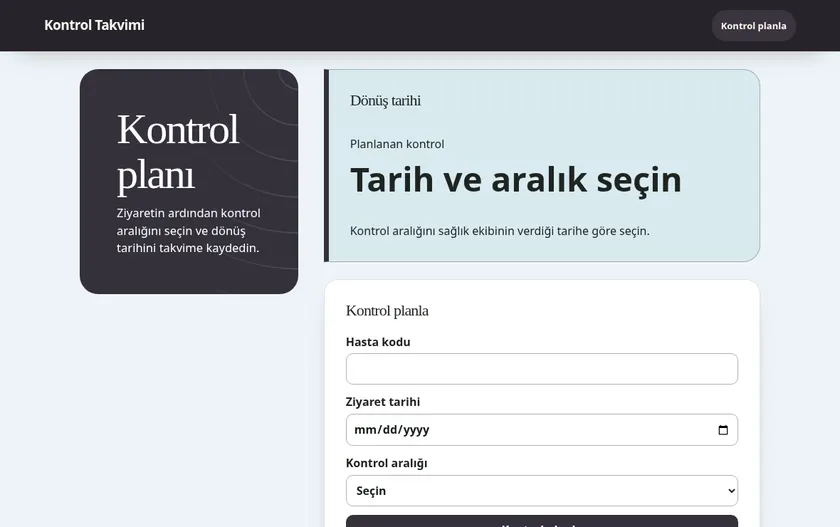 Kontrol Takvimi
Kontrol planla
Kontrol
planı
Ziyaretin ardından kontrol
aralığını seçin ve dönüş
tarihini takvime kaydedin.
Dönüş tarihi
Planlanan kontrol
Tarih ve aralık seçin
Kontrol aralığını sağlık ekibinin verdiği tarihe göre seçin.
Kontrol planla
Hasta kodu
Ziyaret tarihi
mm/dd/yyyy
Kontrol aralığı
Seçin